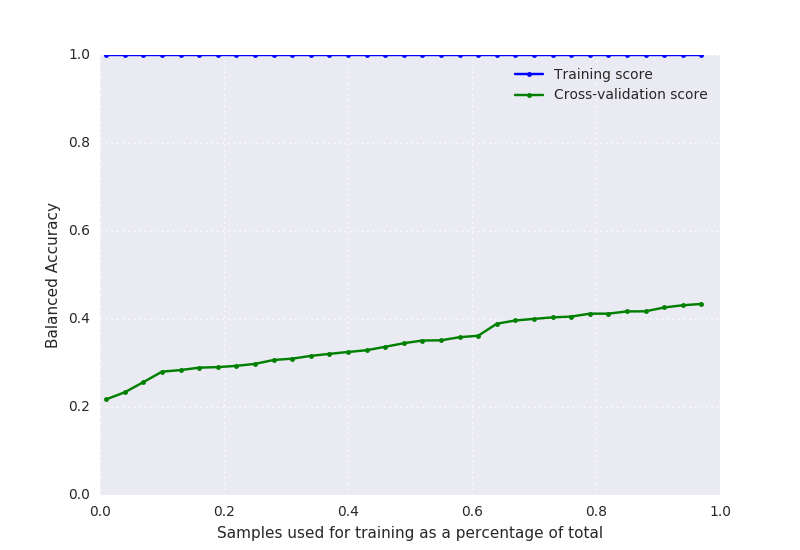 1.0
0.8
0.6
0.4
0.2
0.0
Balanced Accuracy
Training score
Cross-validation score
0.0 0.2 0.4 0.6 0.8 1.0
Samples used for training as a percentage of total